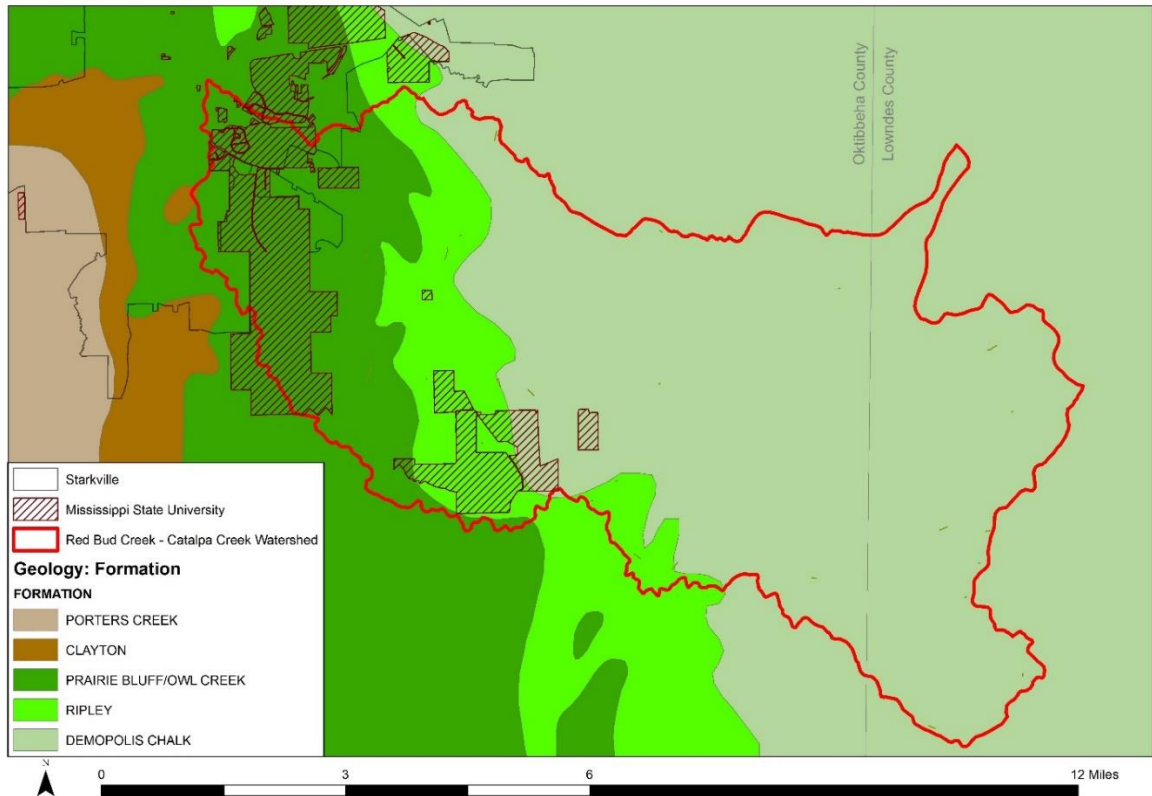 Oktibbeha County
Lowndes County
Starkville
Mississippi State University
Red Bud Creek - Catalpa Creek Watershed
Geology: Formation
FORMATION
PORTERS CREEK
CLAYTON
PRAIRIE BLUFF/OWL CREEK
RIPLEY
DEMOPOLIS CHALK
N
0 3 6 12 Miles